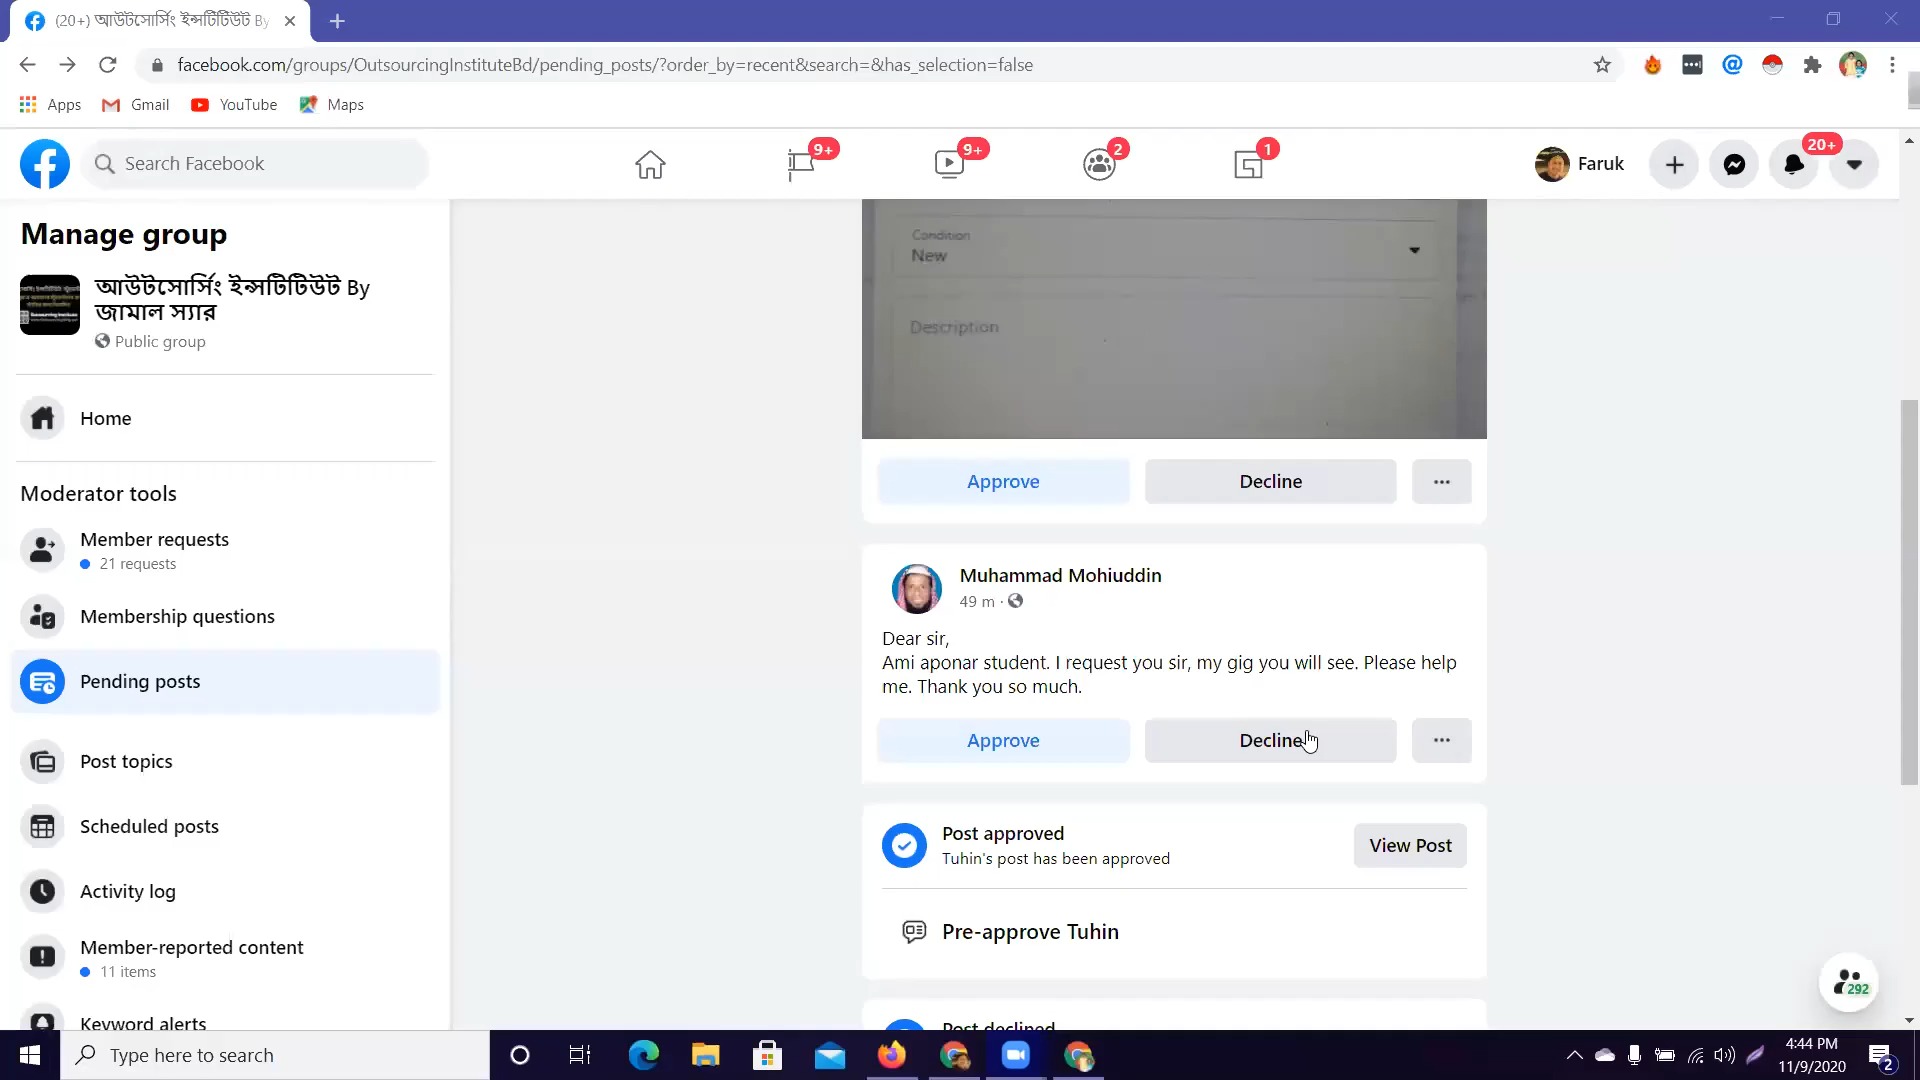 (20+) আউটসোর্সিং ইন্সটিটিউট By
facebook.com/groups/OutsourcingInstituteBd/pending_posts/?order_by=recent&search=&has_selection=false
Apps
Gmail
YouTube
Maps
Search Facebook
9+
9+
2
1
Faruk
20+
Manage group
আউটসোর্সিং ইন্সটিটিউট By
জামাল স্যার
Public group
Home
Moderator tools
Member requests
21 requests
Membership questions
Pending posts
Post topics
Scheduled posts
Activity log
Member-reported content
11 items
Keyword alerts
Condition
New
Description
Approve
Decline
Muhammad Mohiuddin
49 m
Dear sir,
Ami aponar student. I request you sir, my gig you will see. Please help
me. Thank you so much.
Approve
Decline
Post approved
Tuhin's post has been approved
View Post
Pre-approve Tuhin
Post declined
292
Type here to search
4:44 PM
11/9/2020
2